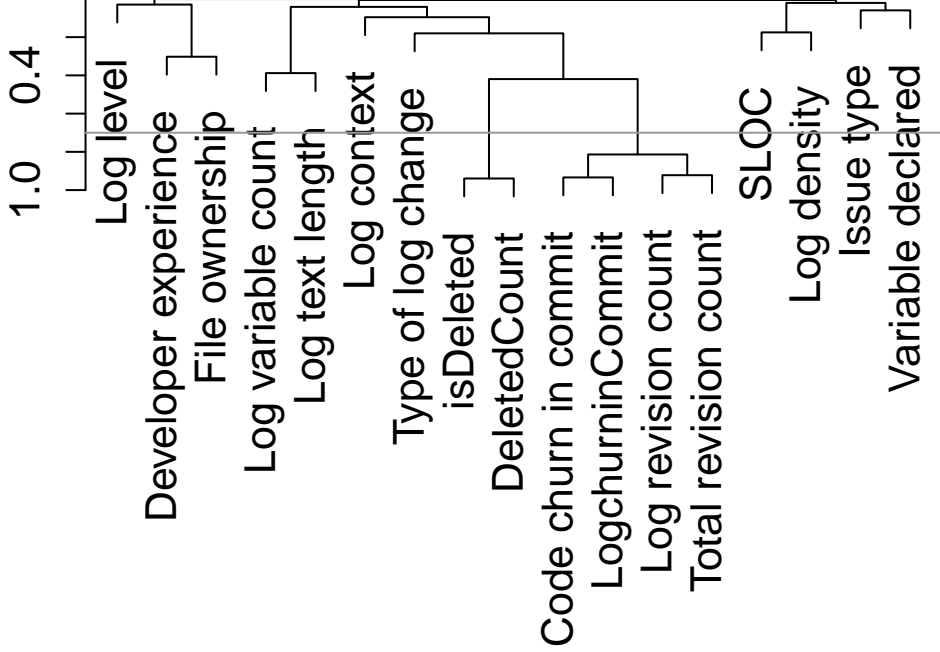 0.4
1.0
Log level
Developer experience
File ownership
Log variable count
Log text length
Log context
Type of log change
isDeleted
DeletedCount
Code churn in commit
LogchurninCommit
Log revision count
Total revision count
SLOC
Log density
Issue type
Variable declared